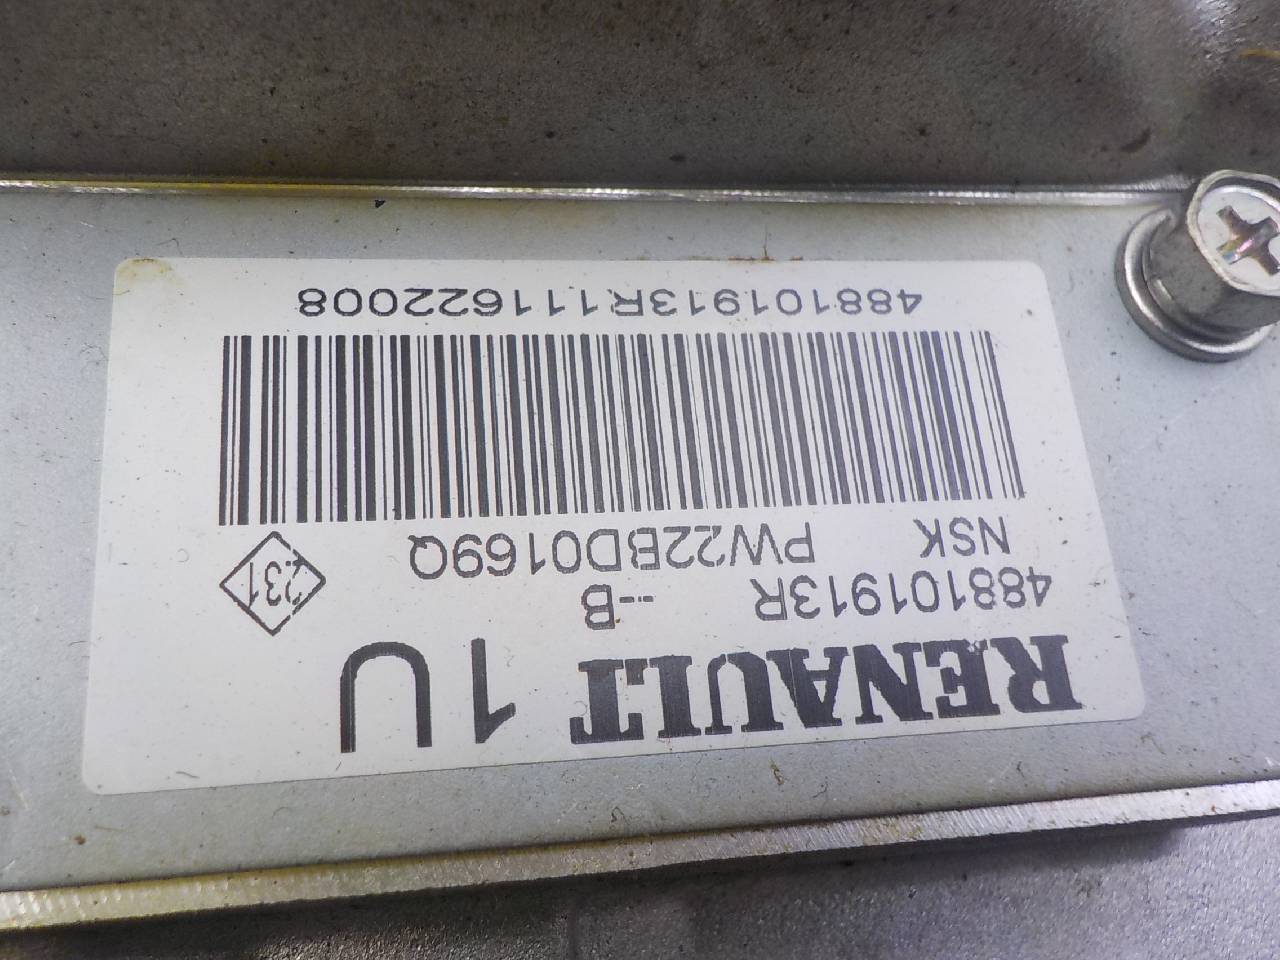 RENAULT 1U
488101913R ---B
NSK PW22BD0169Q 231
488101913R11622008